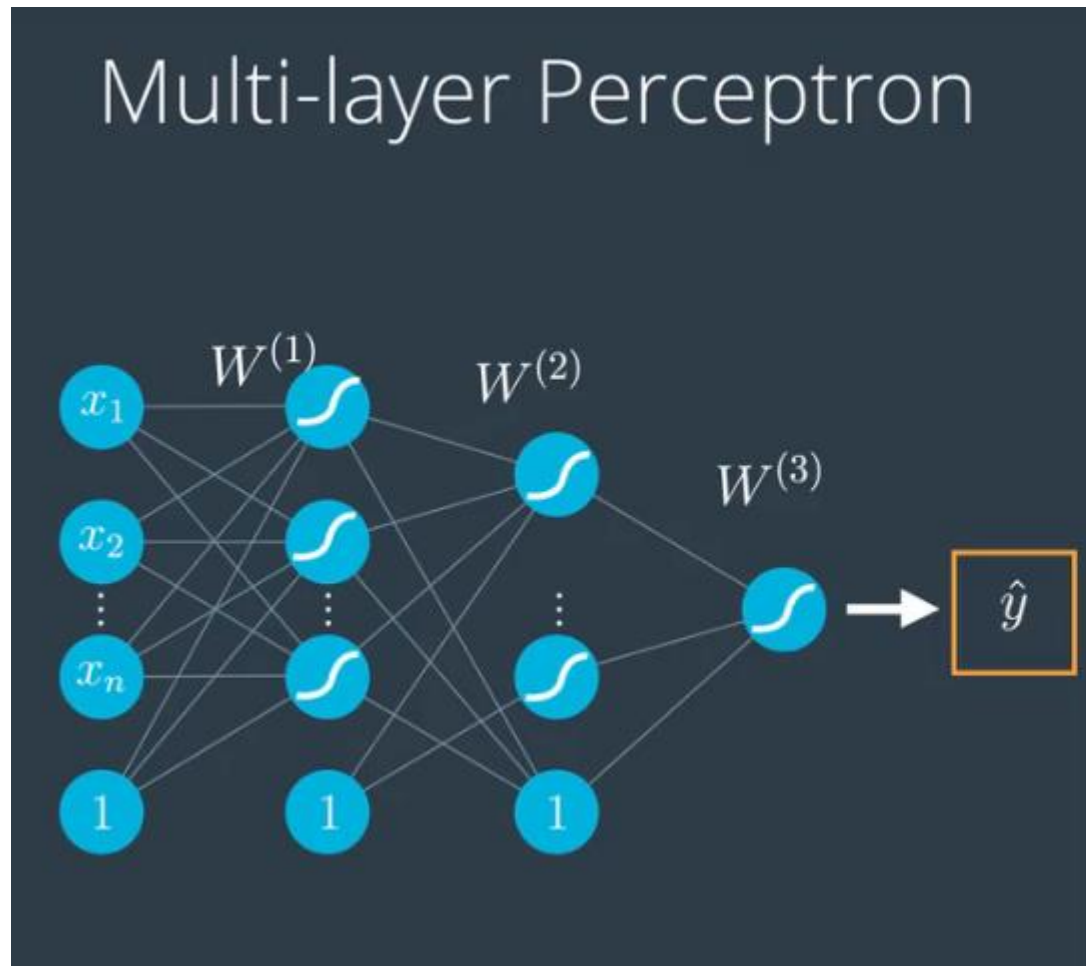 Multi-layer Perceptron
W^{(1)}
W^{(2)}
W^{(3)}
x_1
x_2
⋮ ⋮ ⋮
x_n
1 1 1
ŷ